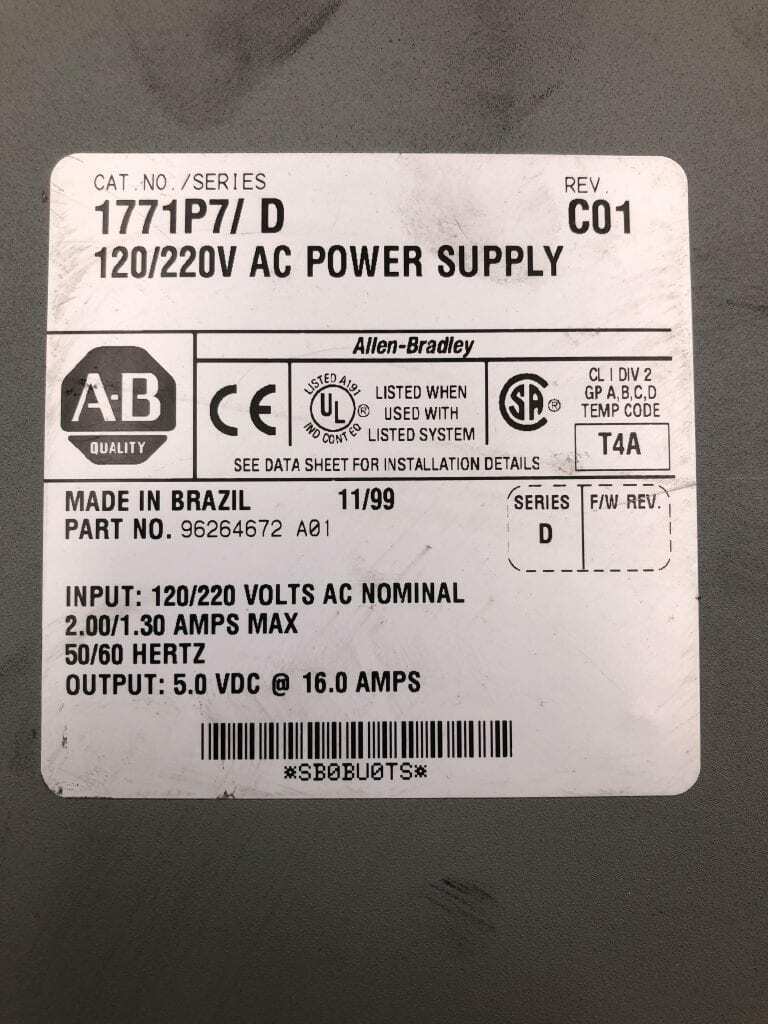 CAT.NO./SERIES REV.
1771P7/ D C01
120/220V AC POWER SUPPLY
Allen-Bradley
A-B
QUALITY
CE
LISTED A191
UL ®
IND CONT EQ
LISTED WHEN
USED WITH
LISTED SYSTEM
SA ®
CL I DIV 2
GP A,B,C,D
TEMP CODE
T4A
SEE DATA SHEET FOR INSTALLATION DETAILS
MADE IN BRAZIL 11/99
PART NO. 96264672 A01
SERIES F/W REV.
D
INPUT: 120/220 VOLTS AC NOMINAL
2.00/1.30 AMPS MAX
50/60 HERTZ
OUTPUT: 5.0 VDC @ 16.0 AMPS
*SB0BU0TS*